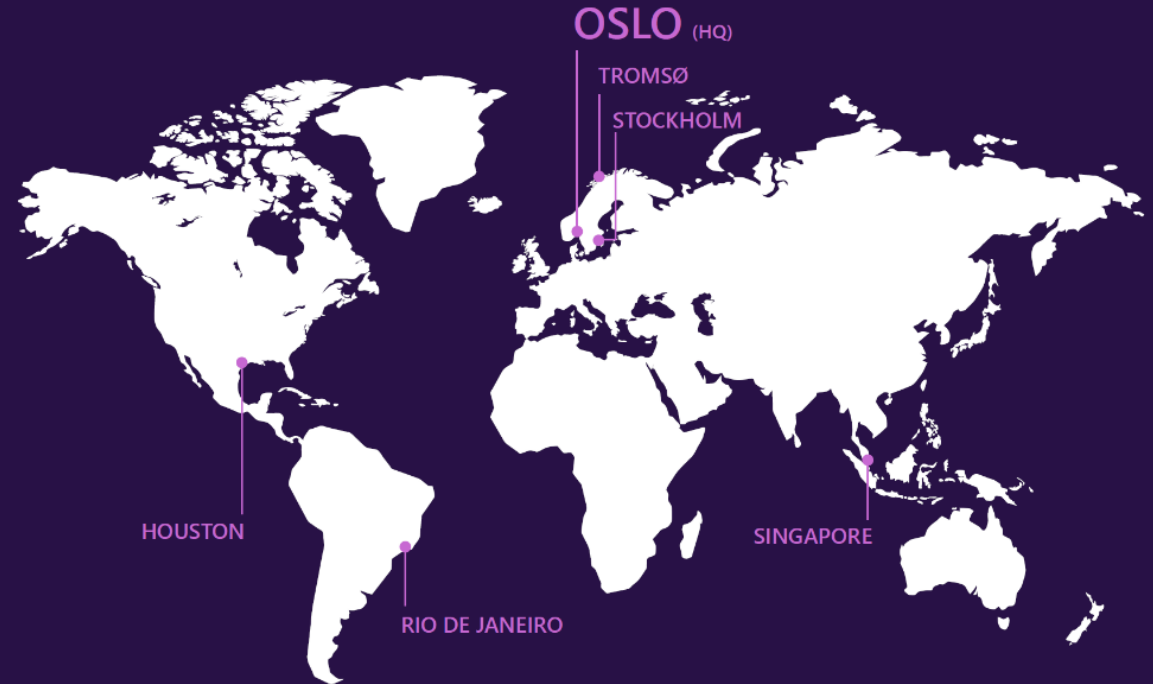 OSLO (HQ)
TROMSØ
STOCKHOLM
HOUSTON
SINGAPORE
RIO DE JANEIRO